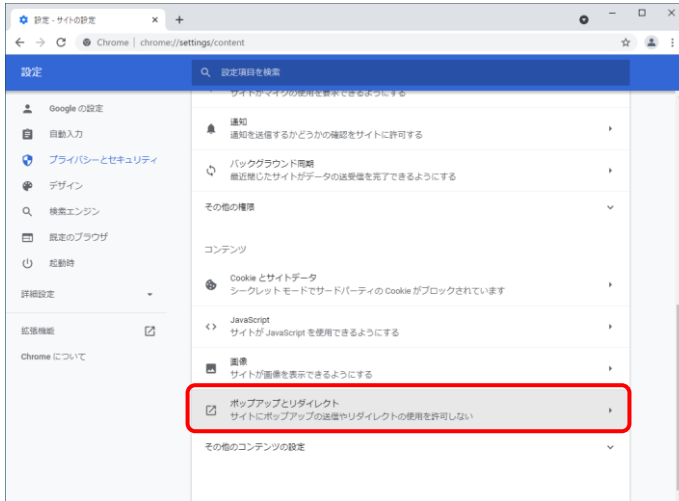 設定 - サイトの設定
Chrome | chrome://settings/content
設定
設定項目を検索
Google の設定
自動入力
プライバシーとセキュリティ
デザイン
検索エンジン
既定のブラウザ
起動時
詳細設定
拡張機能
Chrome について
サイトがマイクの使用を要求できるようにする
通知
通知を送信するかどうかの確認をサイトに許可する
バックグラウンド同期
最近閉じたサイトがデータの送受信を完了できるようにする
その他の権限
コンテンツ
Cookie とサイトデータ
シークレット モードでサードパーティの Cookie がブロックされています
JavaScript
サイトが JavaScript を使用できるようにする
画像
サイトが画像を表示できるようにする
ポップアップとリダイレクト
サイトにポップアップの送信やリダイレクトの使用を許可しない
その他のコンテンツの設定